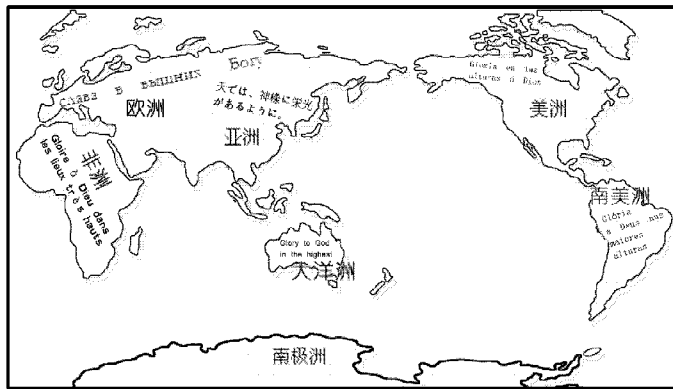 Слава в вышних Богу
欧洲
天では、神様に栄光
があるように。
亚洲
非洲
Gloire à Dieu dans
les lieux très hauts
Glory to God
in the highest
大洋洲
Gloria en las
alturas a Dios
美洲
南美洲
Glória
a Deus nas
maiores
alturas
南极洲